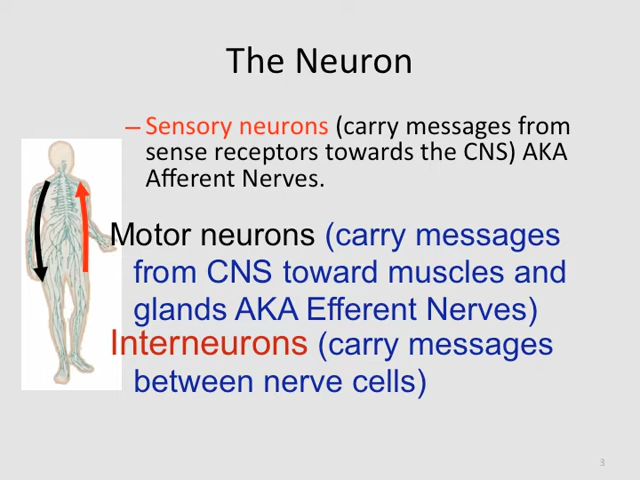 The Neuron
– Sensory neurons (carry messages from
sense receptors towards the CNS) AKA
Afferent Nerves.
Motor neurons (carry messages
from CNS toward muscles and
glands AKA Efferent Nerves)
Interneurons (carry messages
between nerve cells)
3